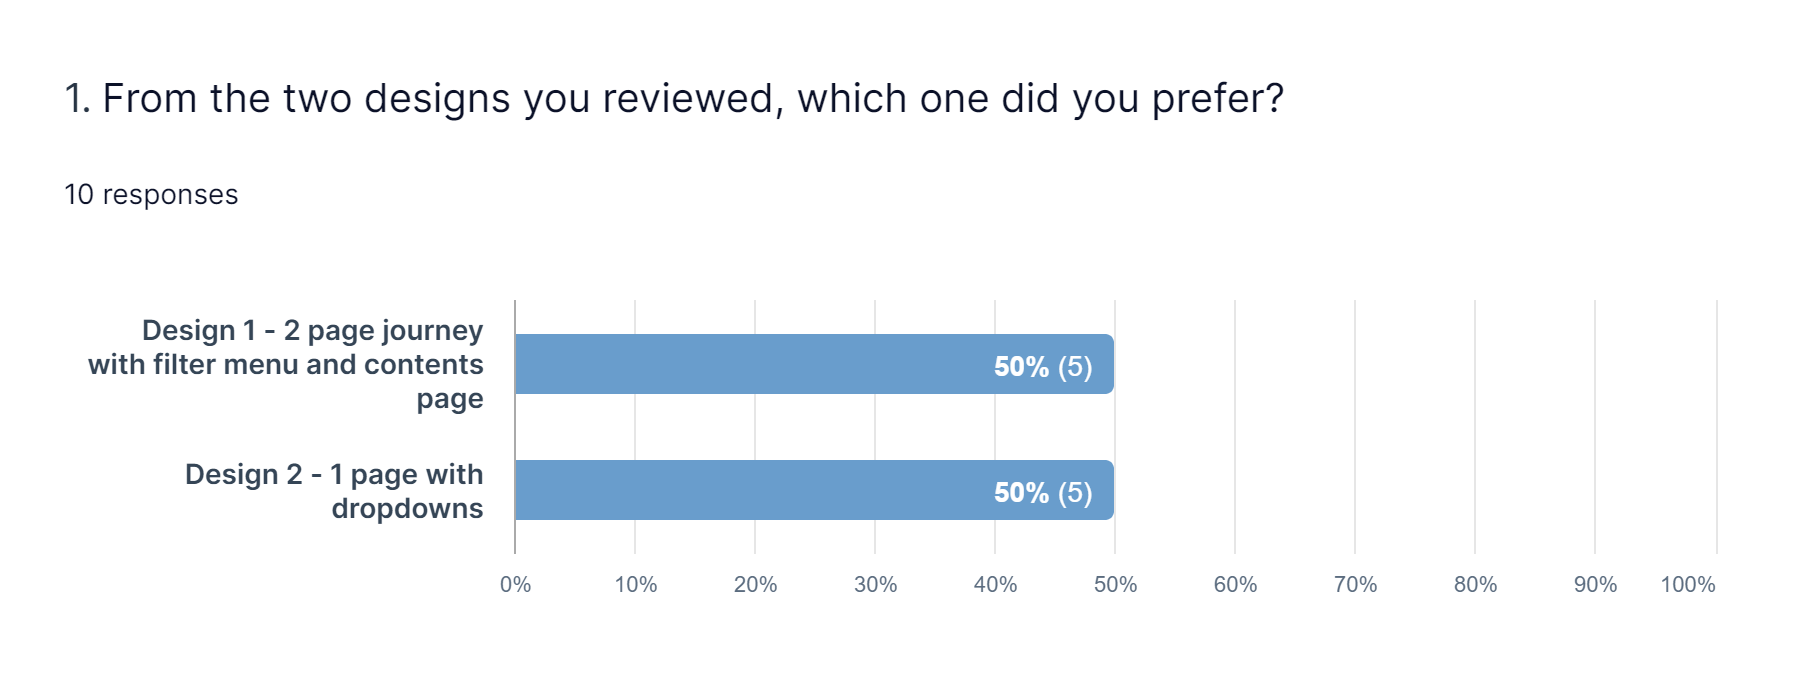 1. From the two designs you reviewed, which one did you prefer?
10 responses
Design 1 - 2 page journey
with filter menu and contents
page
50% (5)
Design 2 - 1 page with
dropdowns
50% (5)
0% 10% 20% 30% 40% 50% 60% 70% 80% 90% 100%